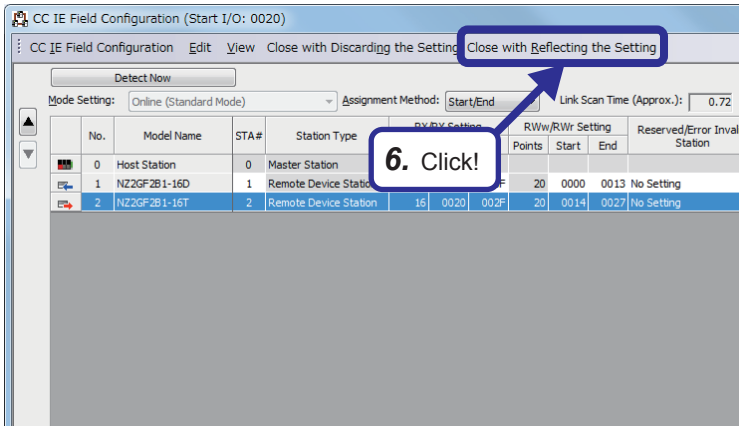 CC IE Field Configuration (Start I/O: 0020)
CC IE Field Configuration Edit View Close with Discarding the Setting Close with Reflecting the Setting
Detect Now
Mode Setting: Online (Standard Mode) Assignment Method: Start/End Link Scan Time (Approx.): 0.72
No. Model Name STA# Station Type RX/RY Setting RWw/RWr Setting Reserved/Error Inval
Points Start End Station
0 Host Station 0 Master Station
1 NZ2GF2B1-16D 1 Remote Device Station 20 0000 0013 No Setting
2 NZ2GF2B1-16T 2 Remote Device Station 16 0020 002F 20 0014 0027 No Setting
6. Click!